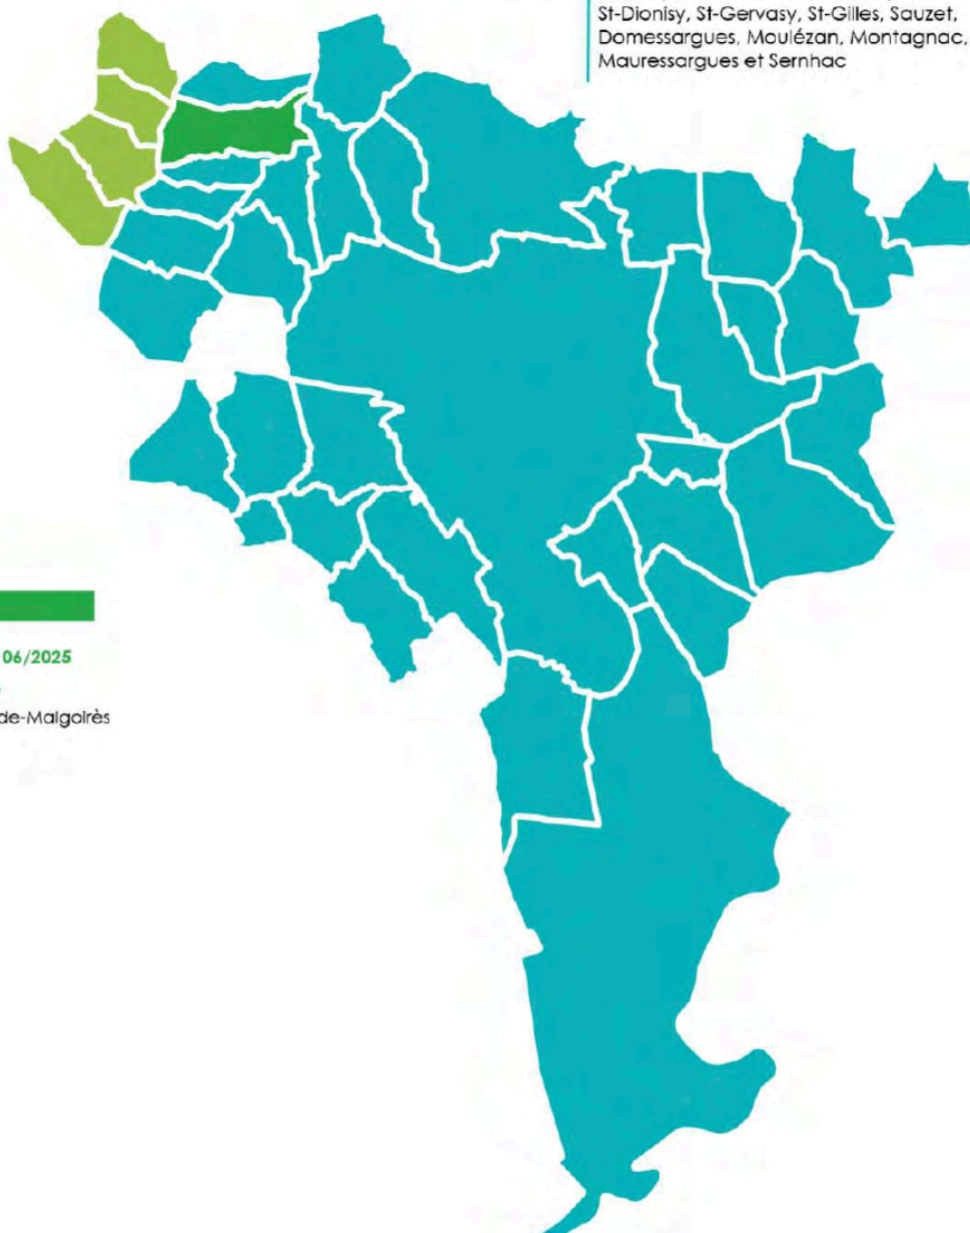 St-Dionisy, St-Gervasy, St-Gilles, Sauzet,
Domessargues, Moulézan, Montagnac,
Mauressargues et Sernhac
06/2025
de-Malgoirès